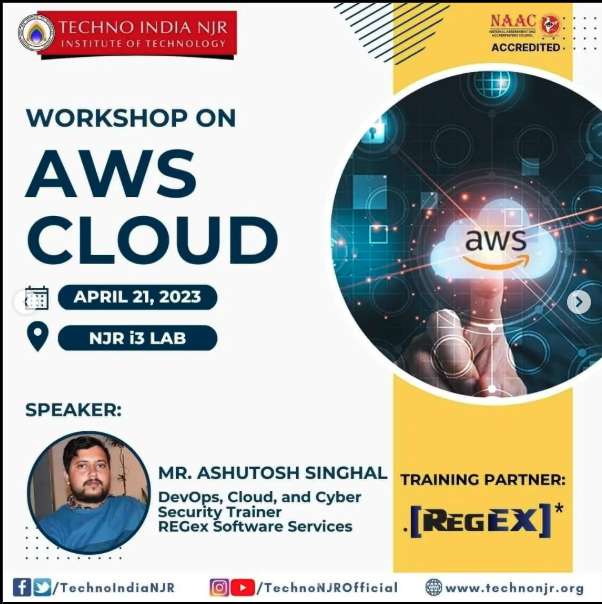 TECHNO INDIA NJR
INSTITUTE OF TECHNOLOGY
NAAC
NATIONAL ASSESSMENT AND
ACCREDITATION COUNCIL
ACCREDITED
WORKSHOP ON
AWS
CLOUD
aws
APRIL 21, 2023
NJR i3 LAB
SPEAKER:
MR. ASHUTOSH SINGHAL
DevOps, Cloud, and Cyber
Security Trainer
REGex Software Services
TRAINING PARTNER:
.[REGEX]*
/TechnoIndiaNJR
/TechnoNJROfficial
www.technonjr.org